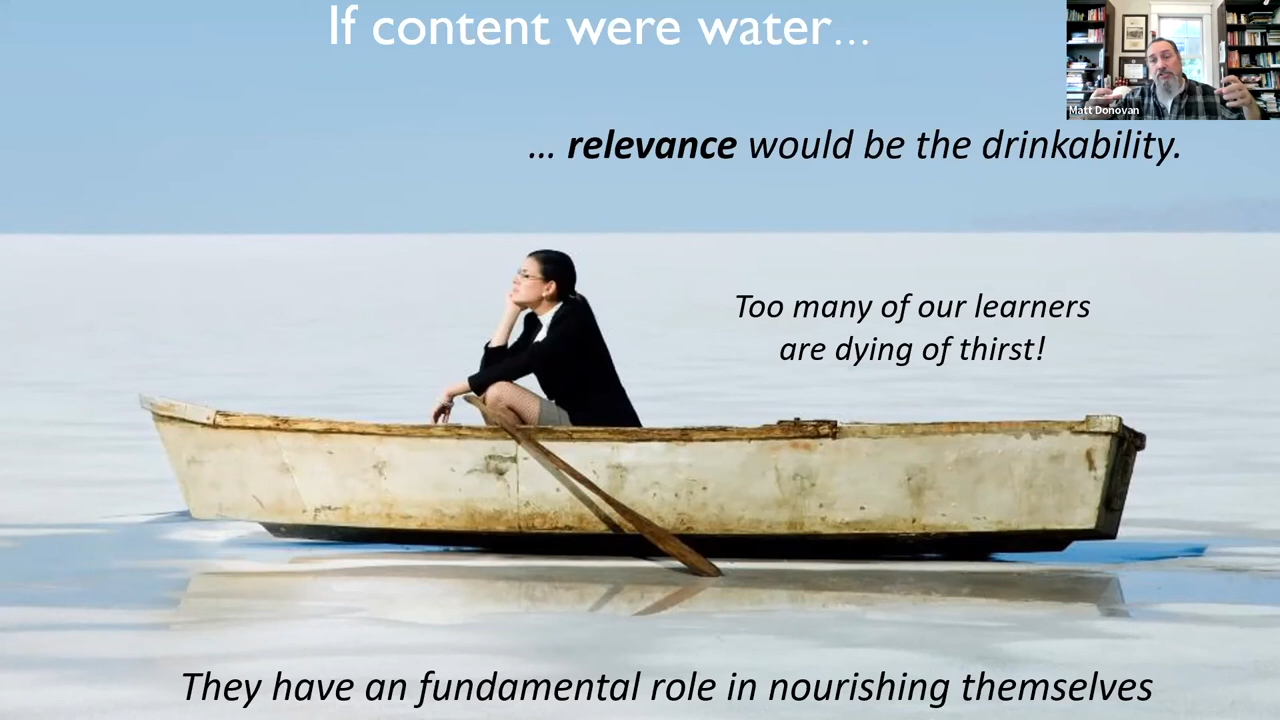 If content were water...
Matt Donovan
... relevance would be the drinkability.
Too many of our learners
are dying of thirst!
They have an fundamental role in nourishing themselves